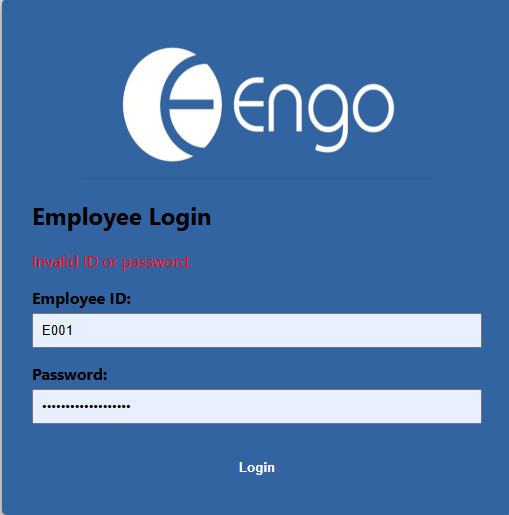 Engo
Employee Login
Invalid ID or password.
Employee ID:
E001
Password:
••••••••••••••••••
Login